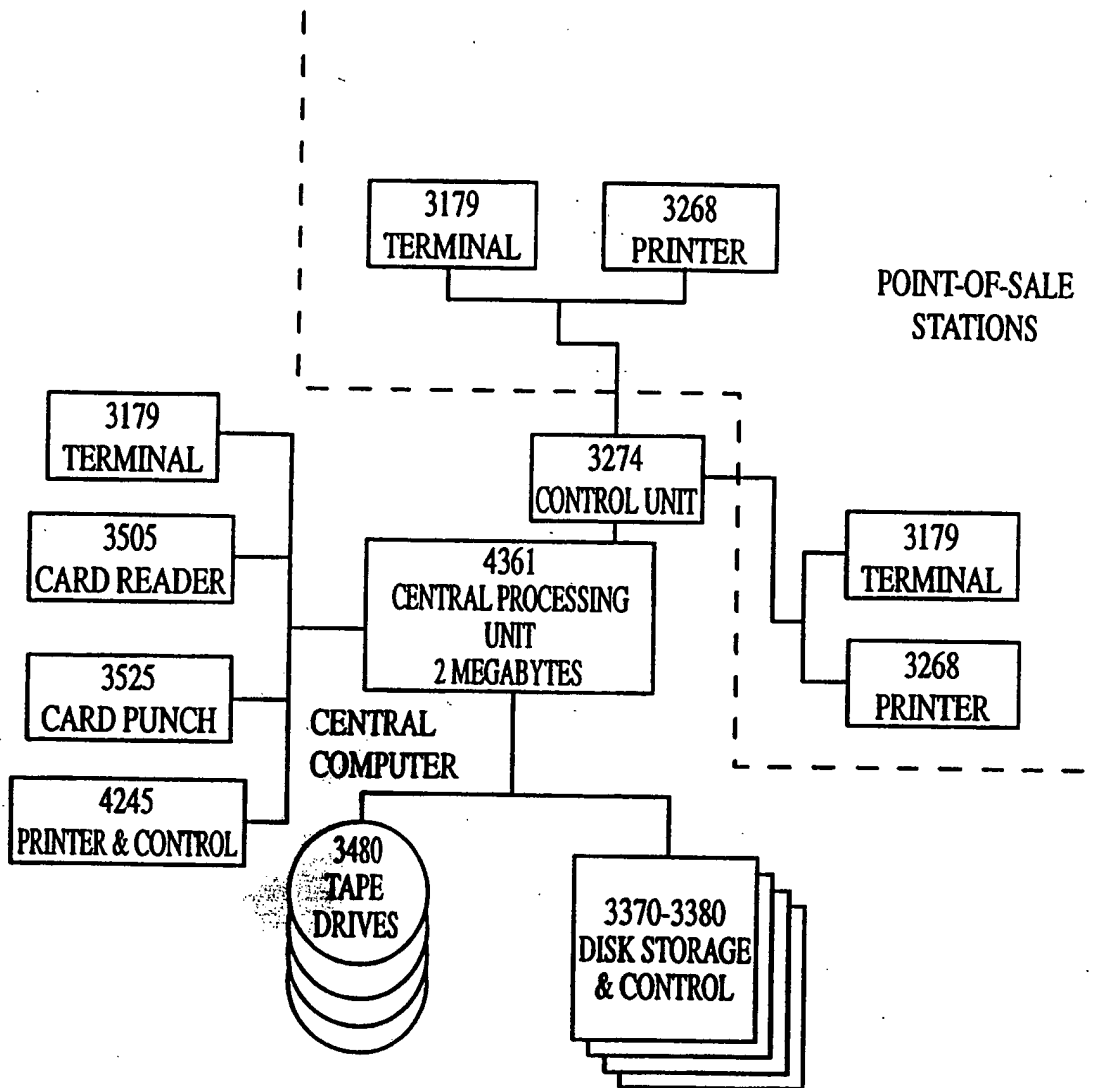 3179
TERMINAL
3268
PRINTER
POINT-OF-SALE
STATIONS
3179
TERMINAL
3274
CONTROL UNIT
3505
CARD READER
4361
CENTRAL PROCESSING
UNIT
2 MEGABYTES
3179
TERMINAL
3525
CARD PUNCH
3268
PRINTER
CENTRAL
COMPUTER
4245
PRINTER & CONTROL
3480
TAPE
DRIVES
3370-3380
DISK STORAGE
& CONTROL